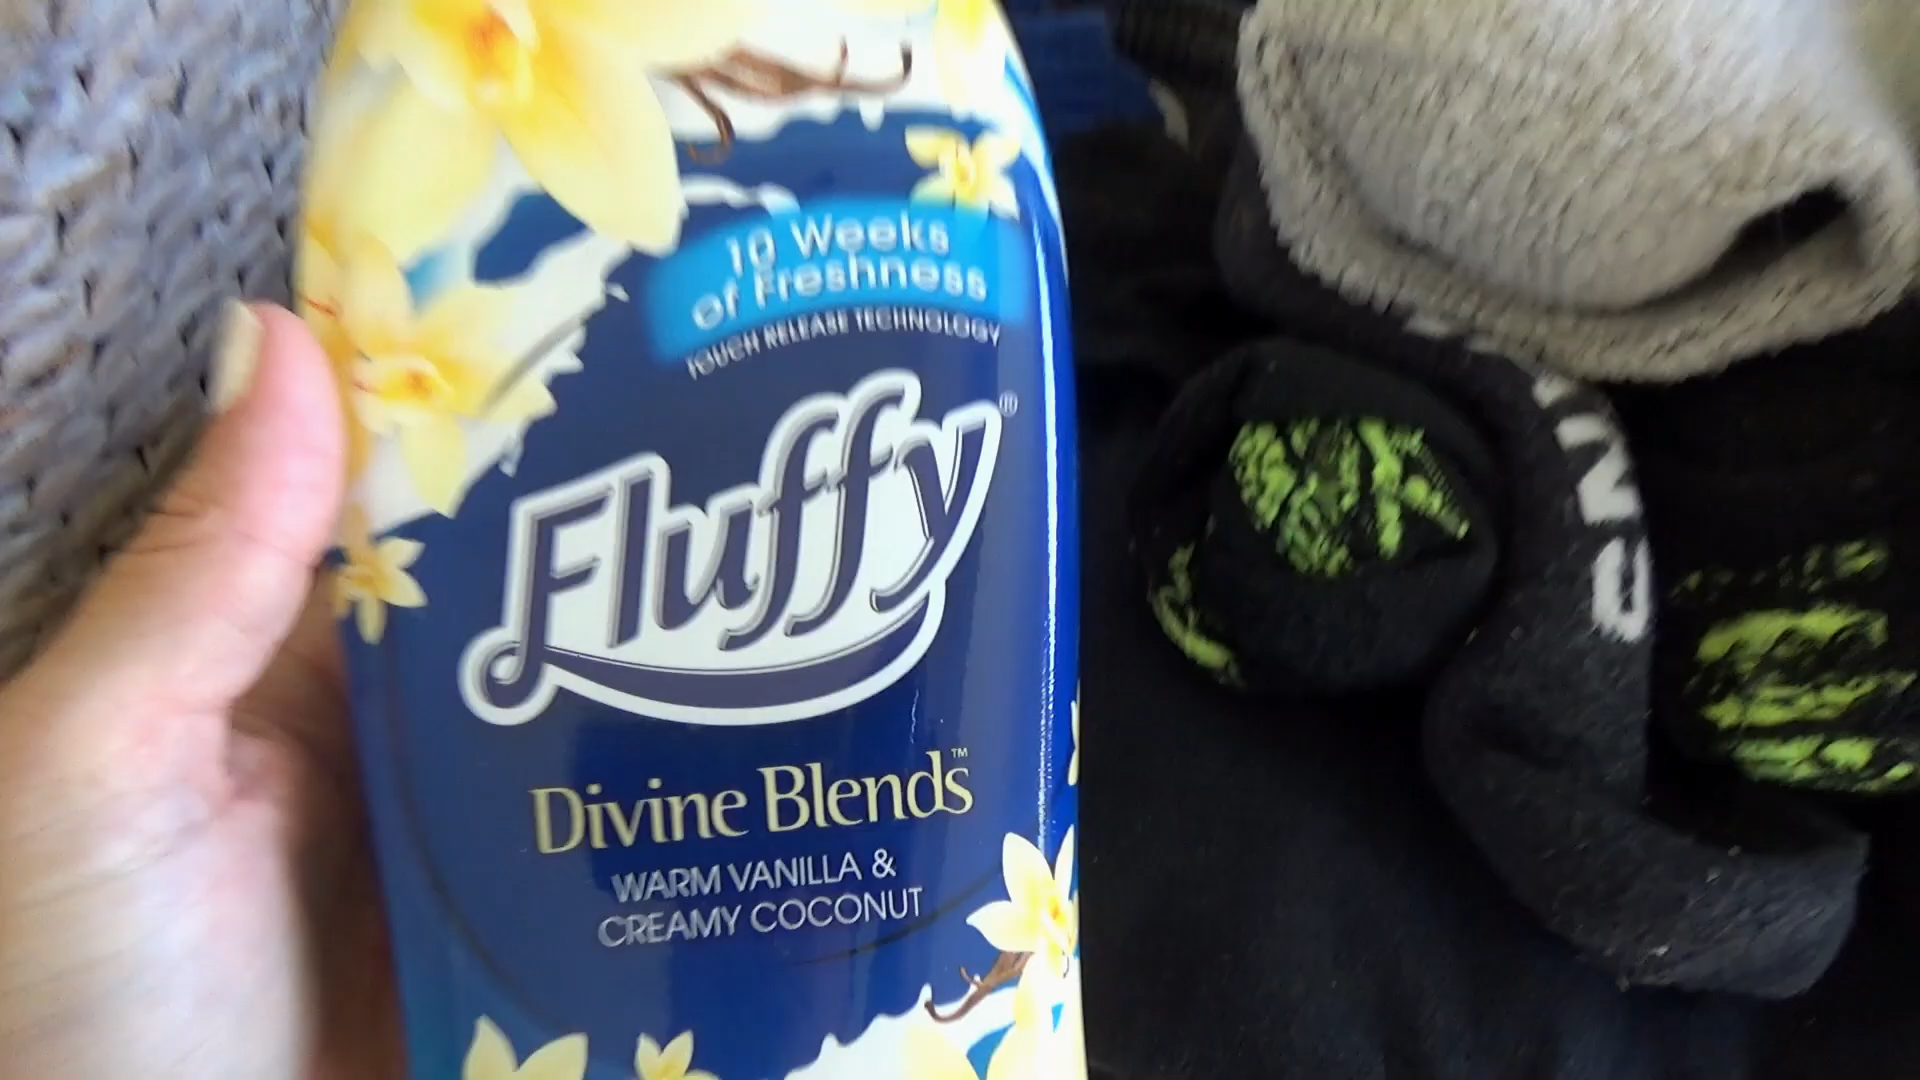 10 Weeks
of Freshness
TOUCH RELEASE TECHNOLOGY
Fluffy®
Divine Blends™
WARM VANILLA &
CREAMY COCONUT